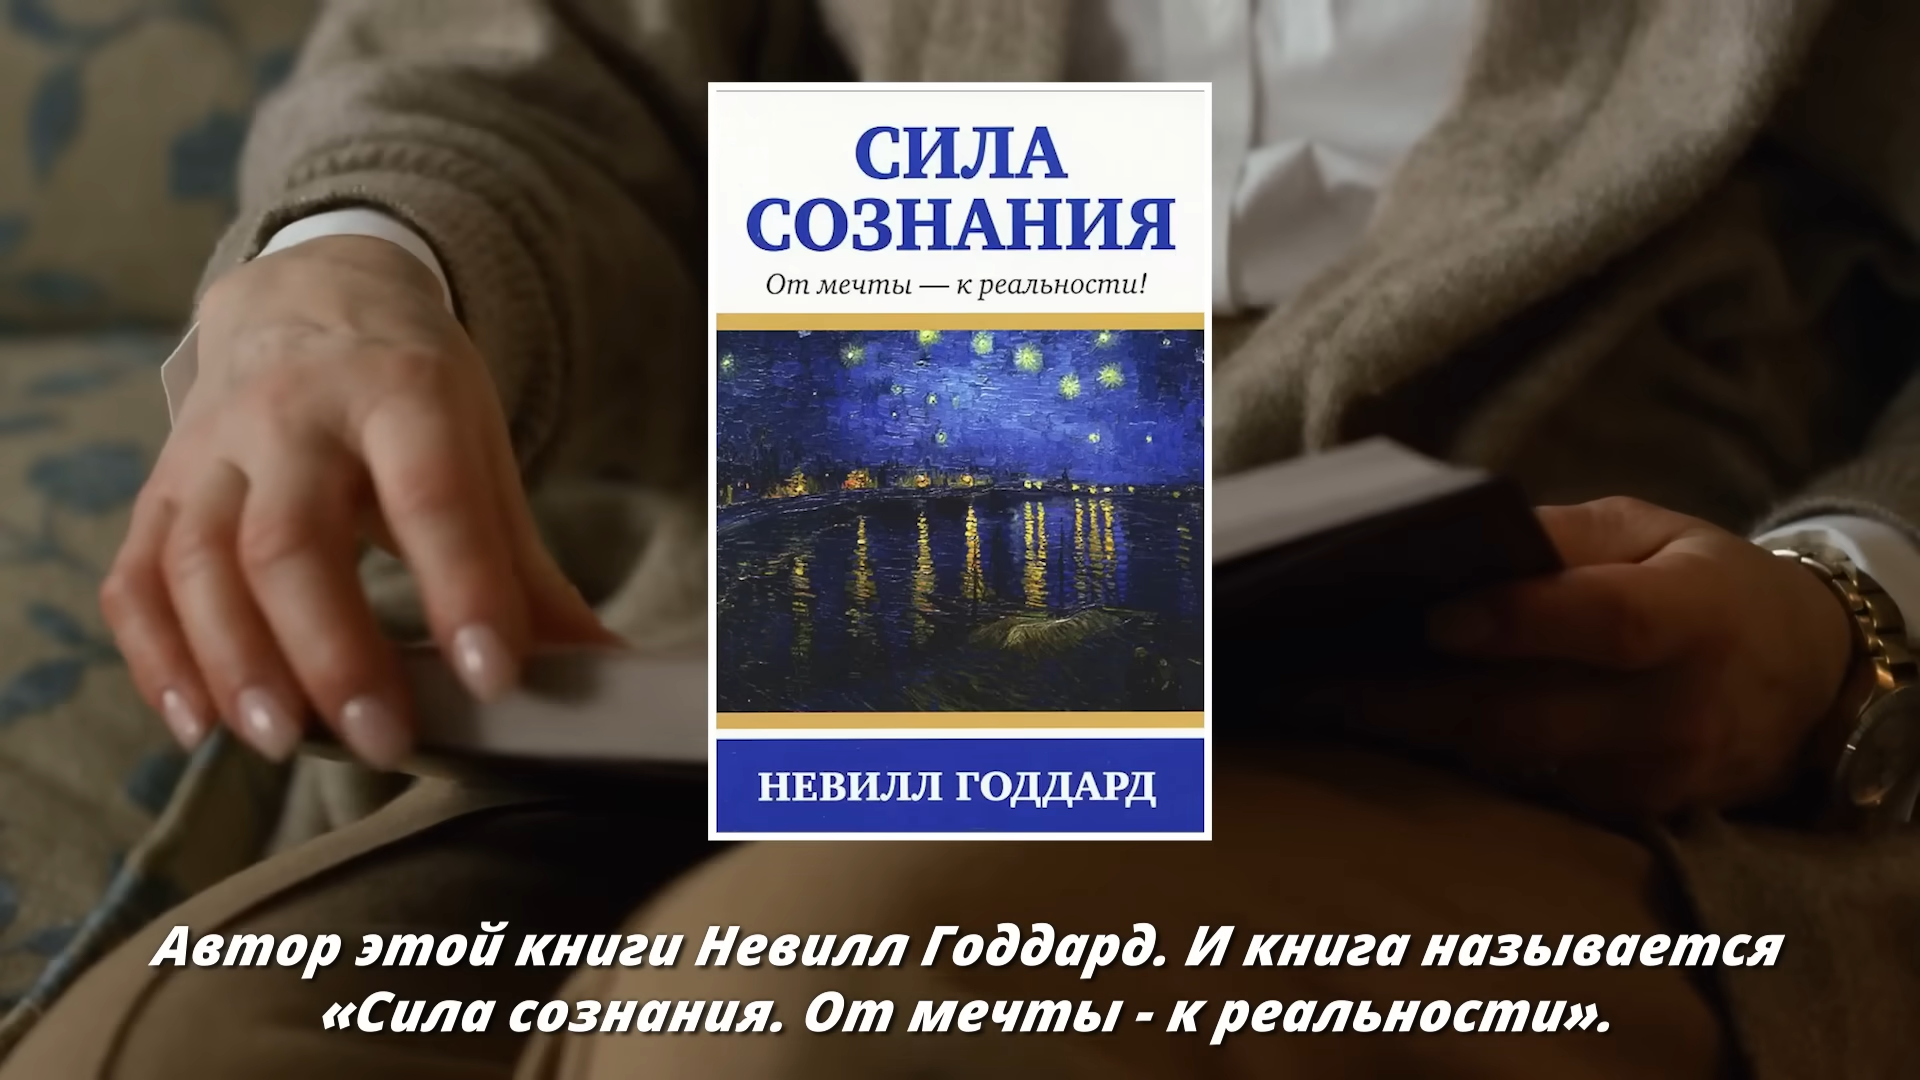 СИЛА
СОЗНАНИЯ
От мечты — к реальности!
НЕВИЛЛ ГОДДАРД
Автор этой книги Невилл Годдард. И книга называется
«Сила сознания. От мечты - к реальности».